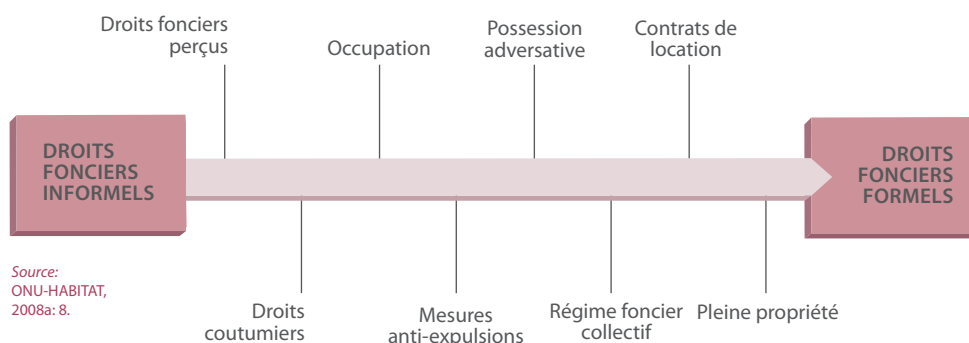 Droits fonciers
perçus
Occupation
Possession
adversative
Contrats de
location
DROITS
FONCIERS
INFORMELS
DROITS
FONCIERS
FORMELS
Source:
ONU-HABITAT,
2008a: 8.
Droits
coutumiers
Mesures
anti-expulsions
Régime foncier
collectif
Pleine propriété